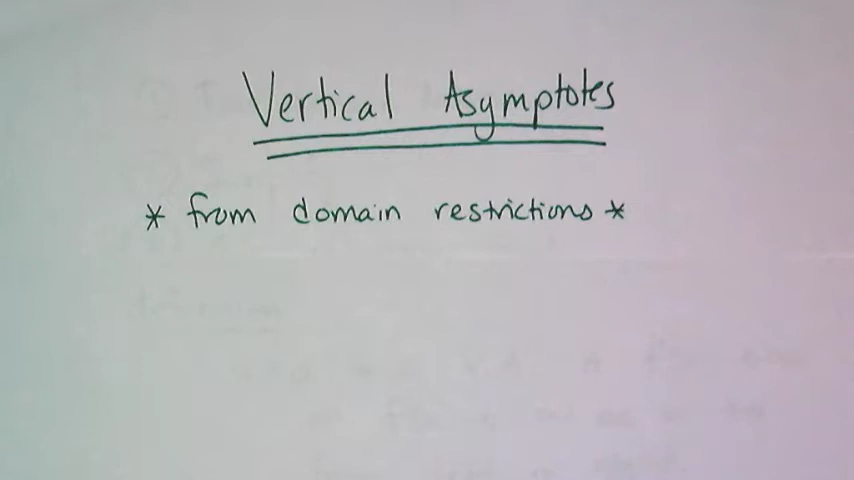 Vertical Asymptotes
* from domain restrictions *